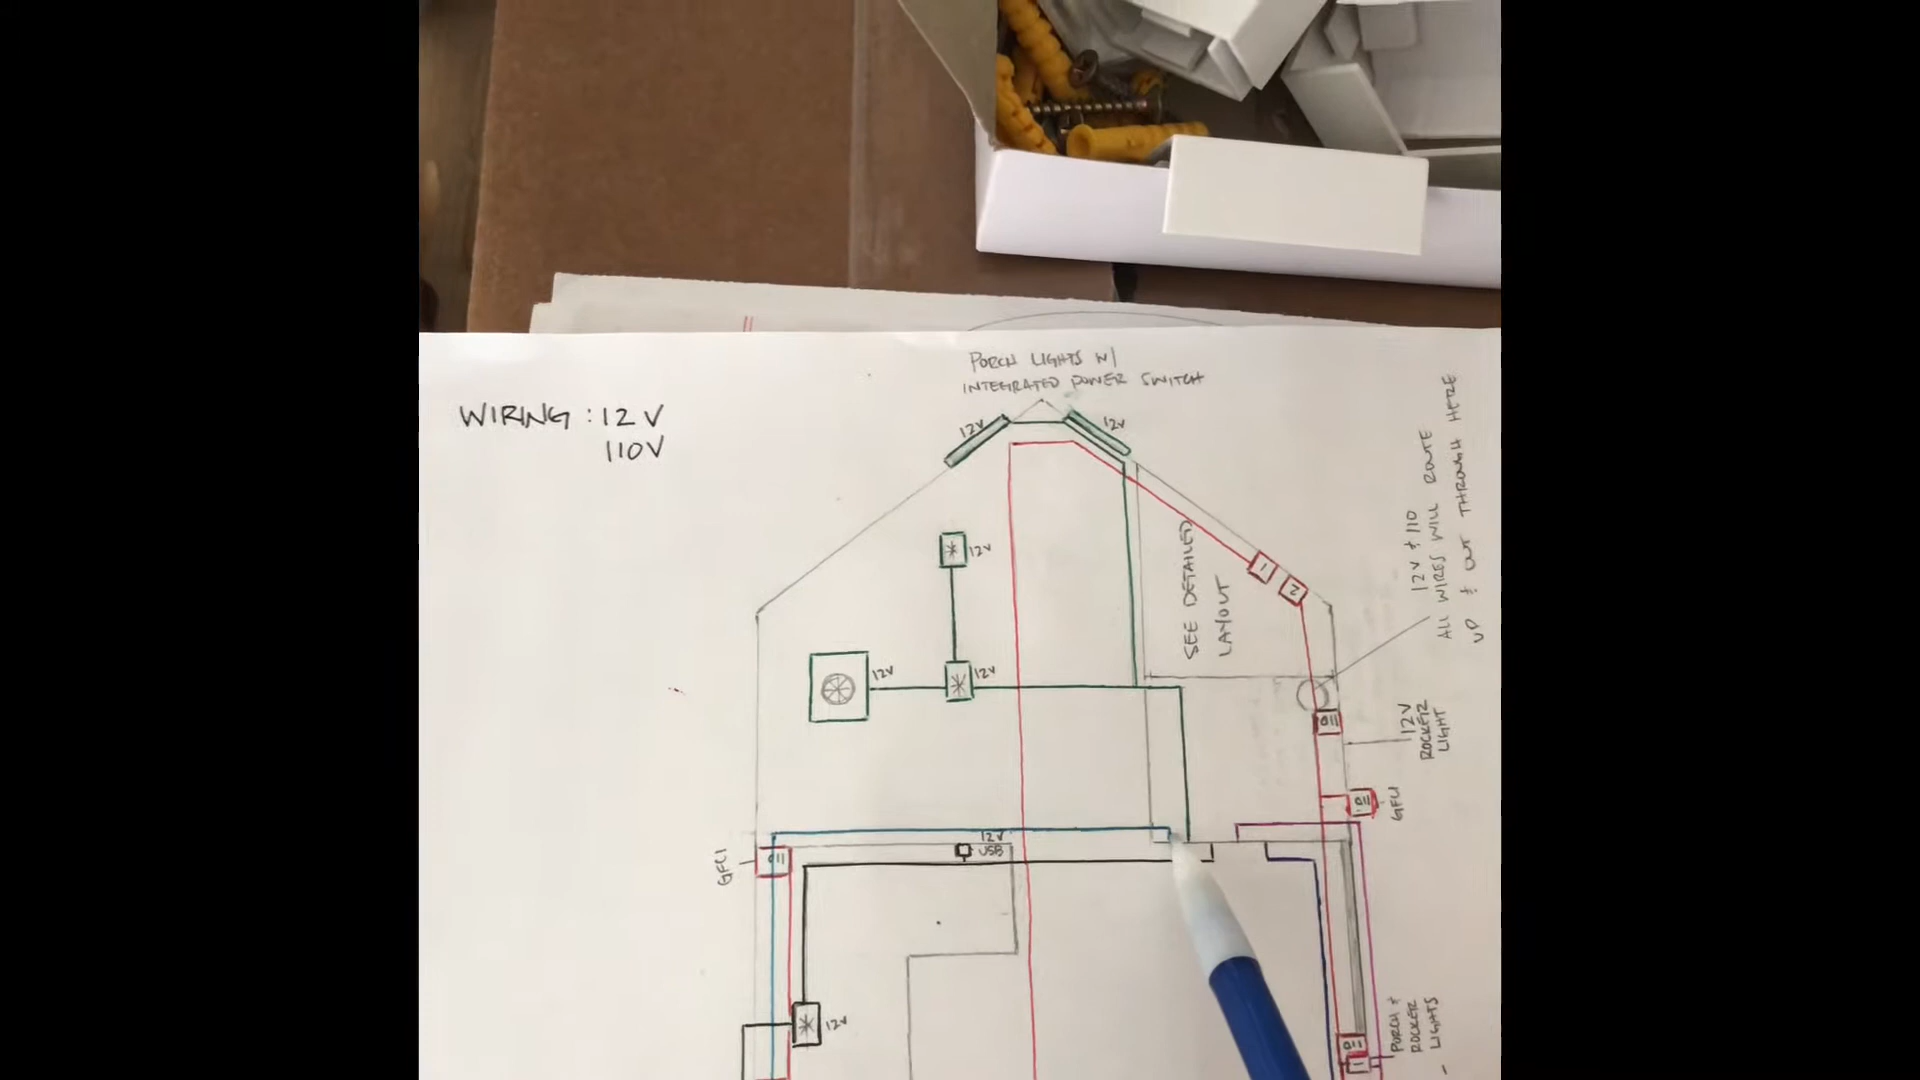 PORCH LIGHTS W/
INTEGRATED POWER SWITCH
WIRING : 12 V
110V
12V
12V
12V
12V
12V
SEE DETAILED
LAYOUT
1
2
12V & 110
ALL WIRES WILL ROUTE
UP & OUT THROUGH HERE
110
12V
ROCKER
LIGHT
110
GFCI
GFCI
110
12V
USB
12V
110
1
PORCH &
ROCKER
LIGHTS